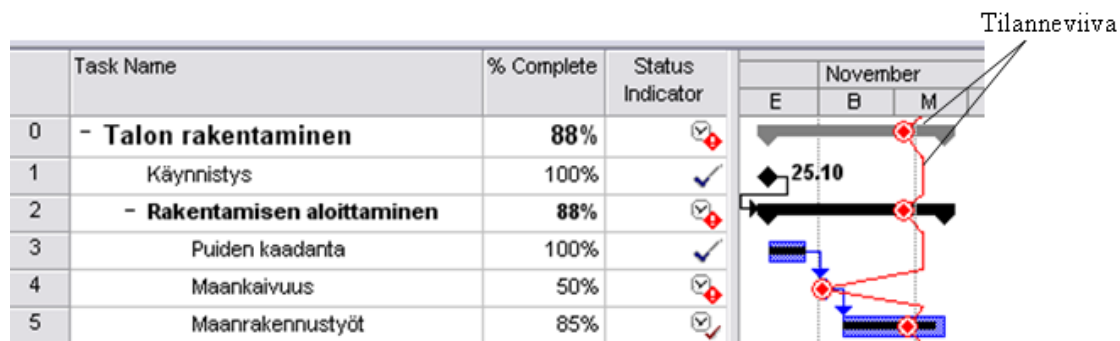 Tilanneviiva
Task Name % Complete Status Indicator November
E B M
0 - Talon rakentaminen 88%
1 Käynnistys 100% 25.10
2 - Rakentamisen aloittaminen 88%
3 Puiden kaadanta 100%
4 Maankaivuus 50%
5 Maanrakennustyöt 85%